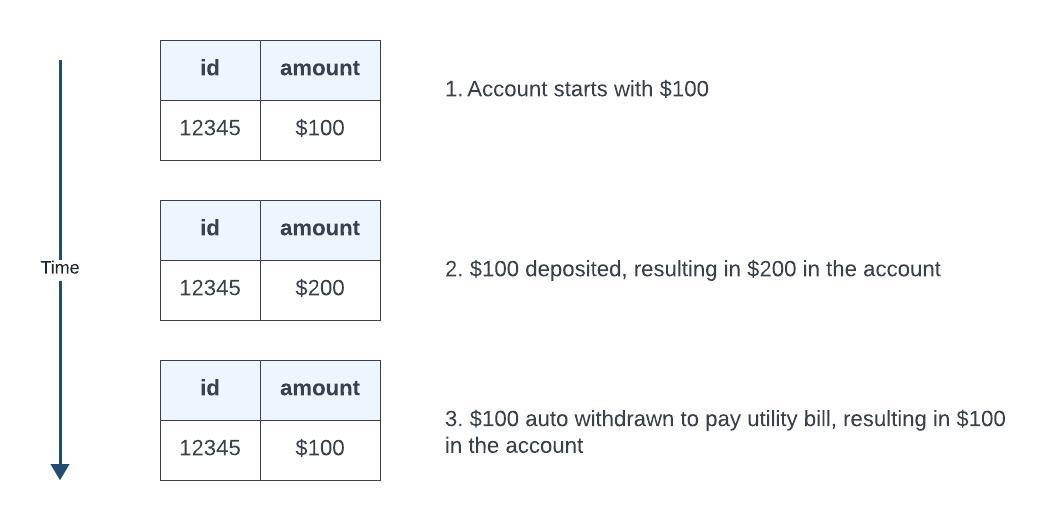 id amount
12345 $100
1. Account starts with $100
id amount
12345 $200
Time
2. $100 deposited, resulting in $200 in the account
id amount
12345 $100
3. $100 auto withdrawn to pay utility bill, resulting in $100
in the account